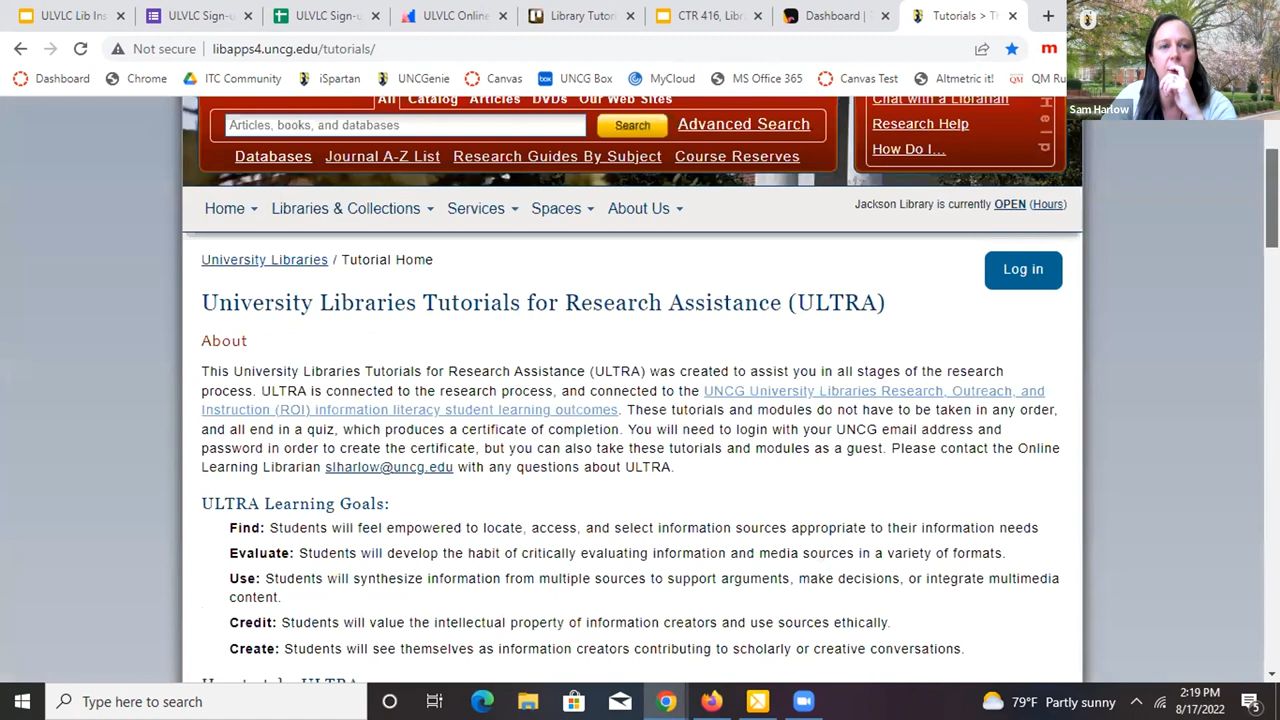 ULVLC Lib Ins
ULVLC Sign-u
ULVLC Sign-u
ULVLC Online
Library Tutori
CTR 416, Libra
Dashboard |
Tutorials > Th
Not secure
libapps4.uncg.edu/tutorials/
Dashboard
Chrome
ITC Community
iSpartan
UNCGenie
Canvas
UNCG Box
MyCloud
MS Office 365
Canvas Test
Altmetric it!
QM Ru
Sam Harlow
All Catalog Articles DVDs Our Web Sites
Articles, books, and databases
Search
Advanced Search
Databases Journal A-Z List Research Guides By Subject Course Reserves
Chat with a Librarian
Research Help
How Do I...
Help
Home Libraries & Collections Services Spaces About Us
Jackson Library is currently OPEN (Hours)
University Libraries / Tutorial Home
Log in
University Libraries Tutorials for Research Assistance (ULTRA)
About
This University Libraries Tutorials for Research Assistance (ULTRA) was created to assist you in all stages of the research
process. ULTRA is connected to the research process, and connected to the UNCG University Libraries Research, Outreach, and
Instruction (ROI) information literacy student learning outcomes. These tutorials and modules do not have to be taken in any order,
and all end in a quiz, which produces a certificate of completion. You will need to login with your UNCG email address and
password in order to create the certificate, but you can also take these tutorials and modules as a guest. Please contact the Online
Learning Librarian slharlow@uncg.edu with any questions about ULTRA.
ULTRA Learning Goals:
Find: Students will feel empowered to locate, access, and select information sources appropriate to their information needs
Evaluate: Students will develop the habit of critically evaluating information and media sources in a variety of formats.
Use: Students will synthesize information from multiple sources to support arguments, make decisions, or integrate multimedia
content.
Credit: Students will value the intellectual property of information creators and use sources ethically.
Create: Students will see themselves as information creators contributing to scholarly or creative conversations.
Type here to search
79°F Partly sunny
2:19 PM
8/17/2022
5